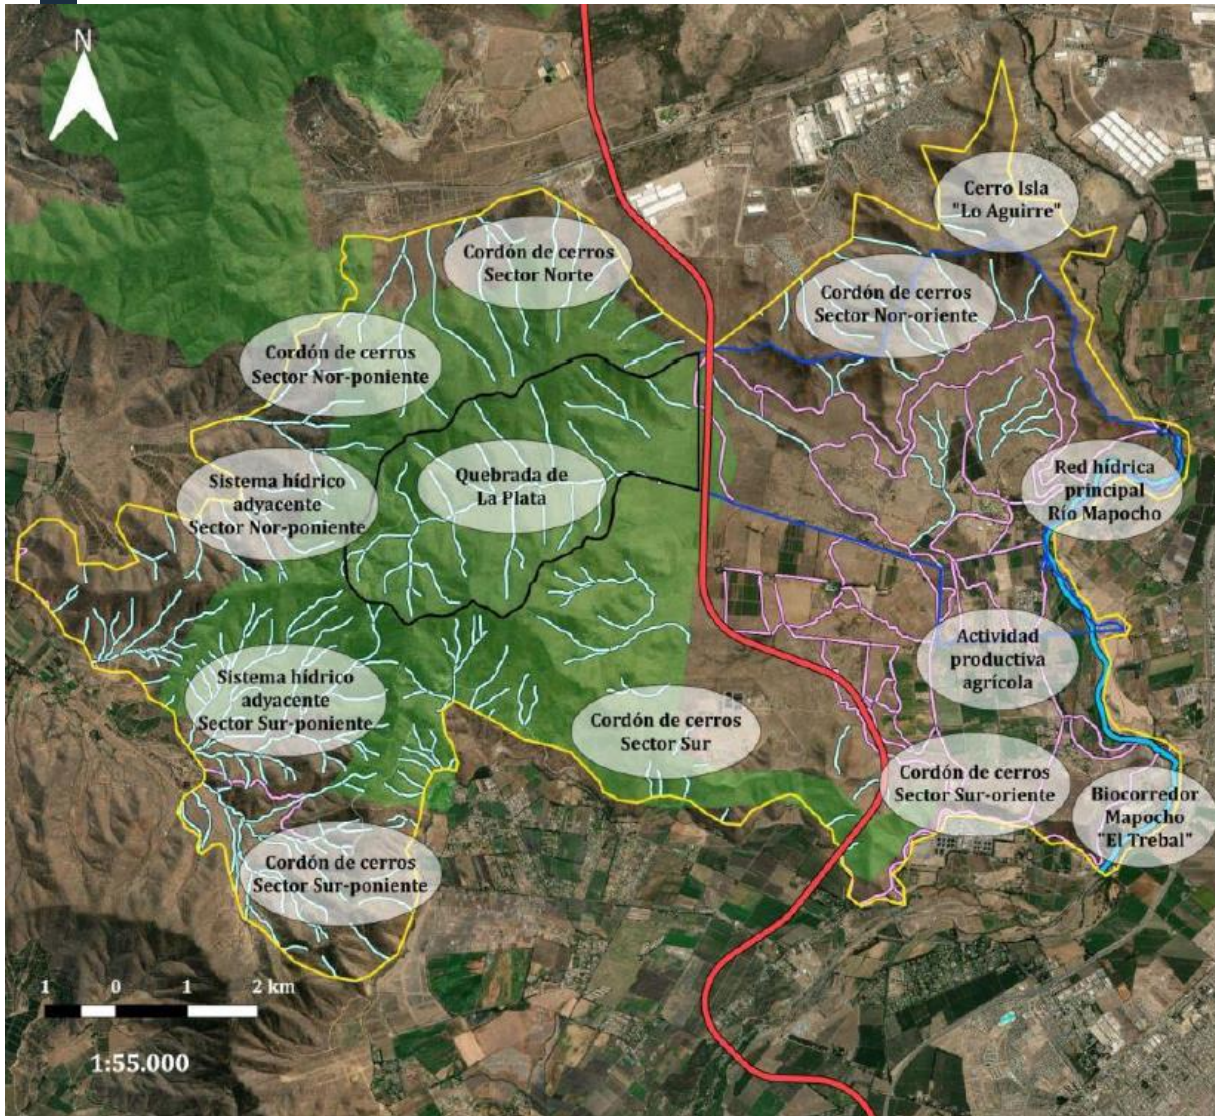 N
Cerro Isla
"Lo Aguirre"
Cordón de cerros
Sector Norte
Cordón de cerros
Sector Nor-oriente
Cordón de cerros
Sector Nor-poniente
Quebrada de
La Plata
Red hídrica
principal
Río Mapocho
Sistema hídrico
adyacente
Sector Nor-poniente
Actividad
productiva
agrícola
Sistema hídrico
adyacente
Sector Sur-poniente
Cordón de cerros
Sector Sur
Cordón de cerros
Sector Sur-oriente
Biocorredor
Mapocho
"El Trebal"
Cordón de cerros
Sector Sur-poniente
1 0 1 2 km
1:55.000